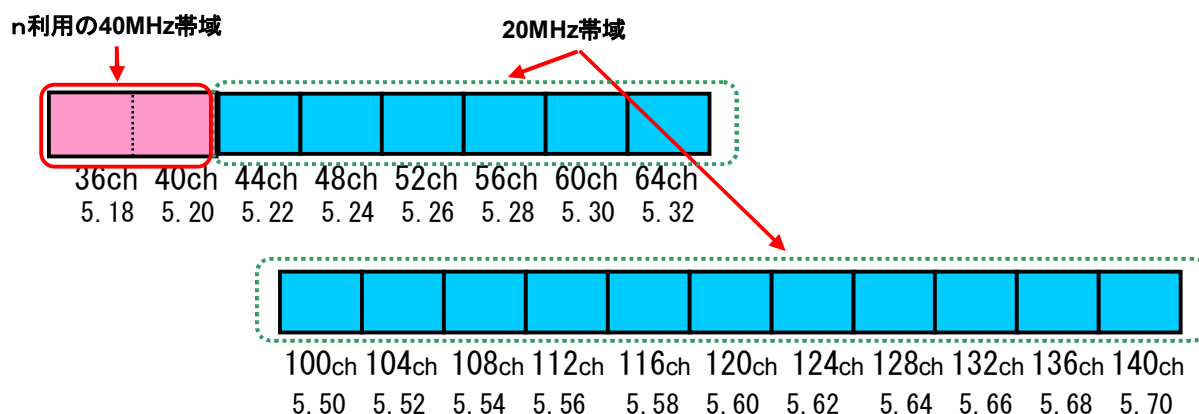 n利用の40MHz帯域
20MHz帯域
36ch 40ch 44ch 48ch 52ch 56ch 60ch 64ch
5.18 5.20 5.22 5.24 5.26 5.28 5.30 5.32
100ch 104ch 108ch 112ch 116ch 120ch 124ch 128ch 132ch 136ch 140ch
5.50 5.52 5.54 5.56 5.58 5.60 5.62 5.64 5.66 5.68 5.70